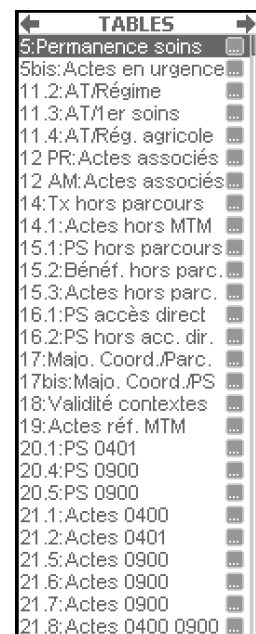 TABLES
5:Permanence soins ...
5bis:Actes en urgence ...
11.2:AT/Régime ...
11.3:AT/1er soins ...
11.4:AT/Rég. agricole ...
12 PR:Actes associés ...
12 AM:Actes associés ...
14:Tx hors parcours ...
14.1:Actes hors MTM ...
15.1:PS hors parcours ...
15.2:Bénéf. hors parc. ...
15.3:Actes hors parc. ...
16.1:PS accès direct ...
16.2:PS hors acc. dir. ...
17:Majo. Coord./Parc. ...
17bis:Majo. Coord./PS ...
18:Validité contextes ...
19:Actes réf. MTM ...
20.1:PS 0401 ...
20.4:PS 0900 ...
20.5:PS 0900 ...
21.1:Actes 0400 ...
21.2:Actes 0401 ...
21.5:Actes 0900 ...
21.6:Actes 0900 ...
21.7:Actes 0900 ...
21.8:Actes 0400 0900 ...